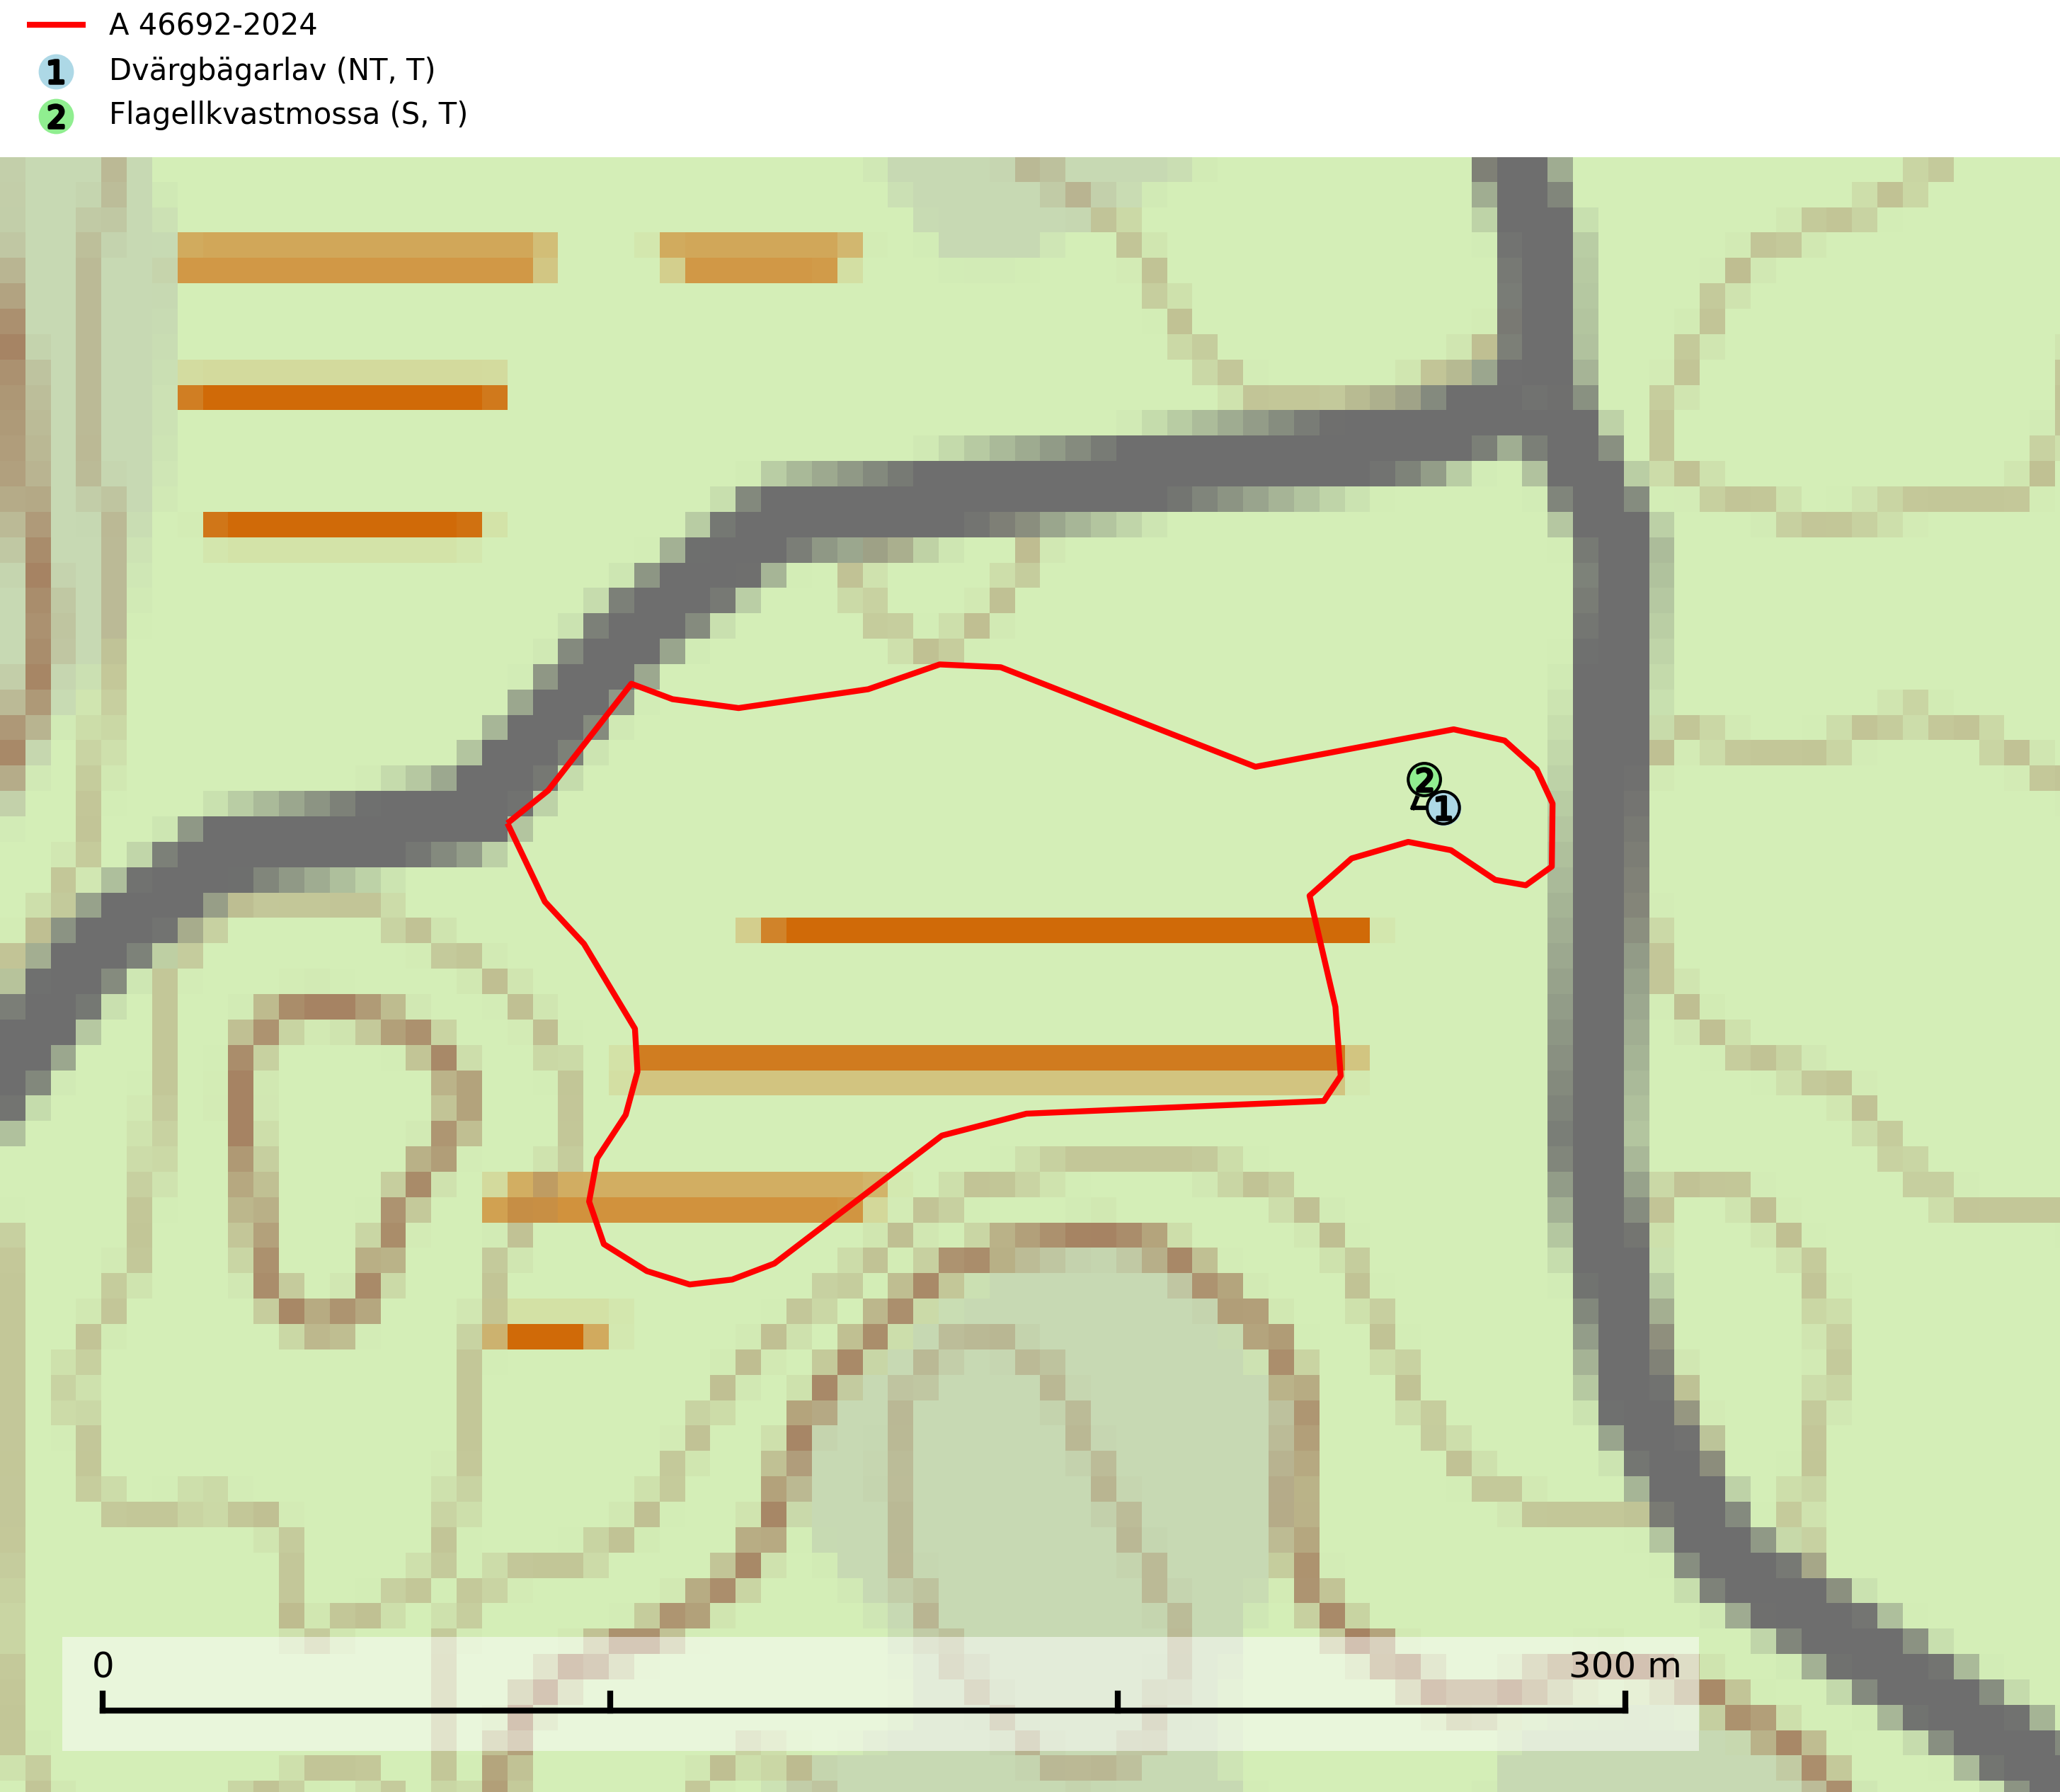 A 46692-2024
1 Dvärgbägarlav (NT, T)
2 Flagellkvastmossa (S, T)
2
1
0 300 m